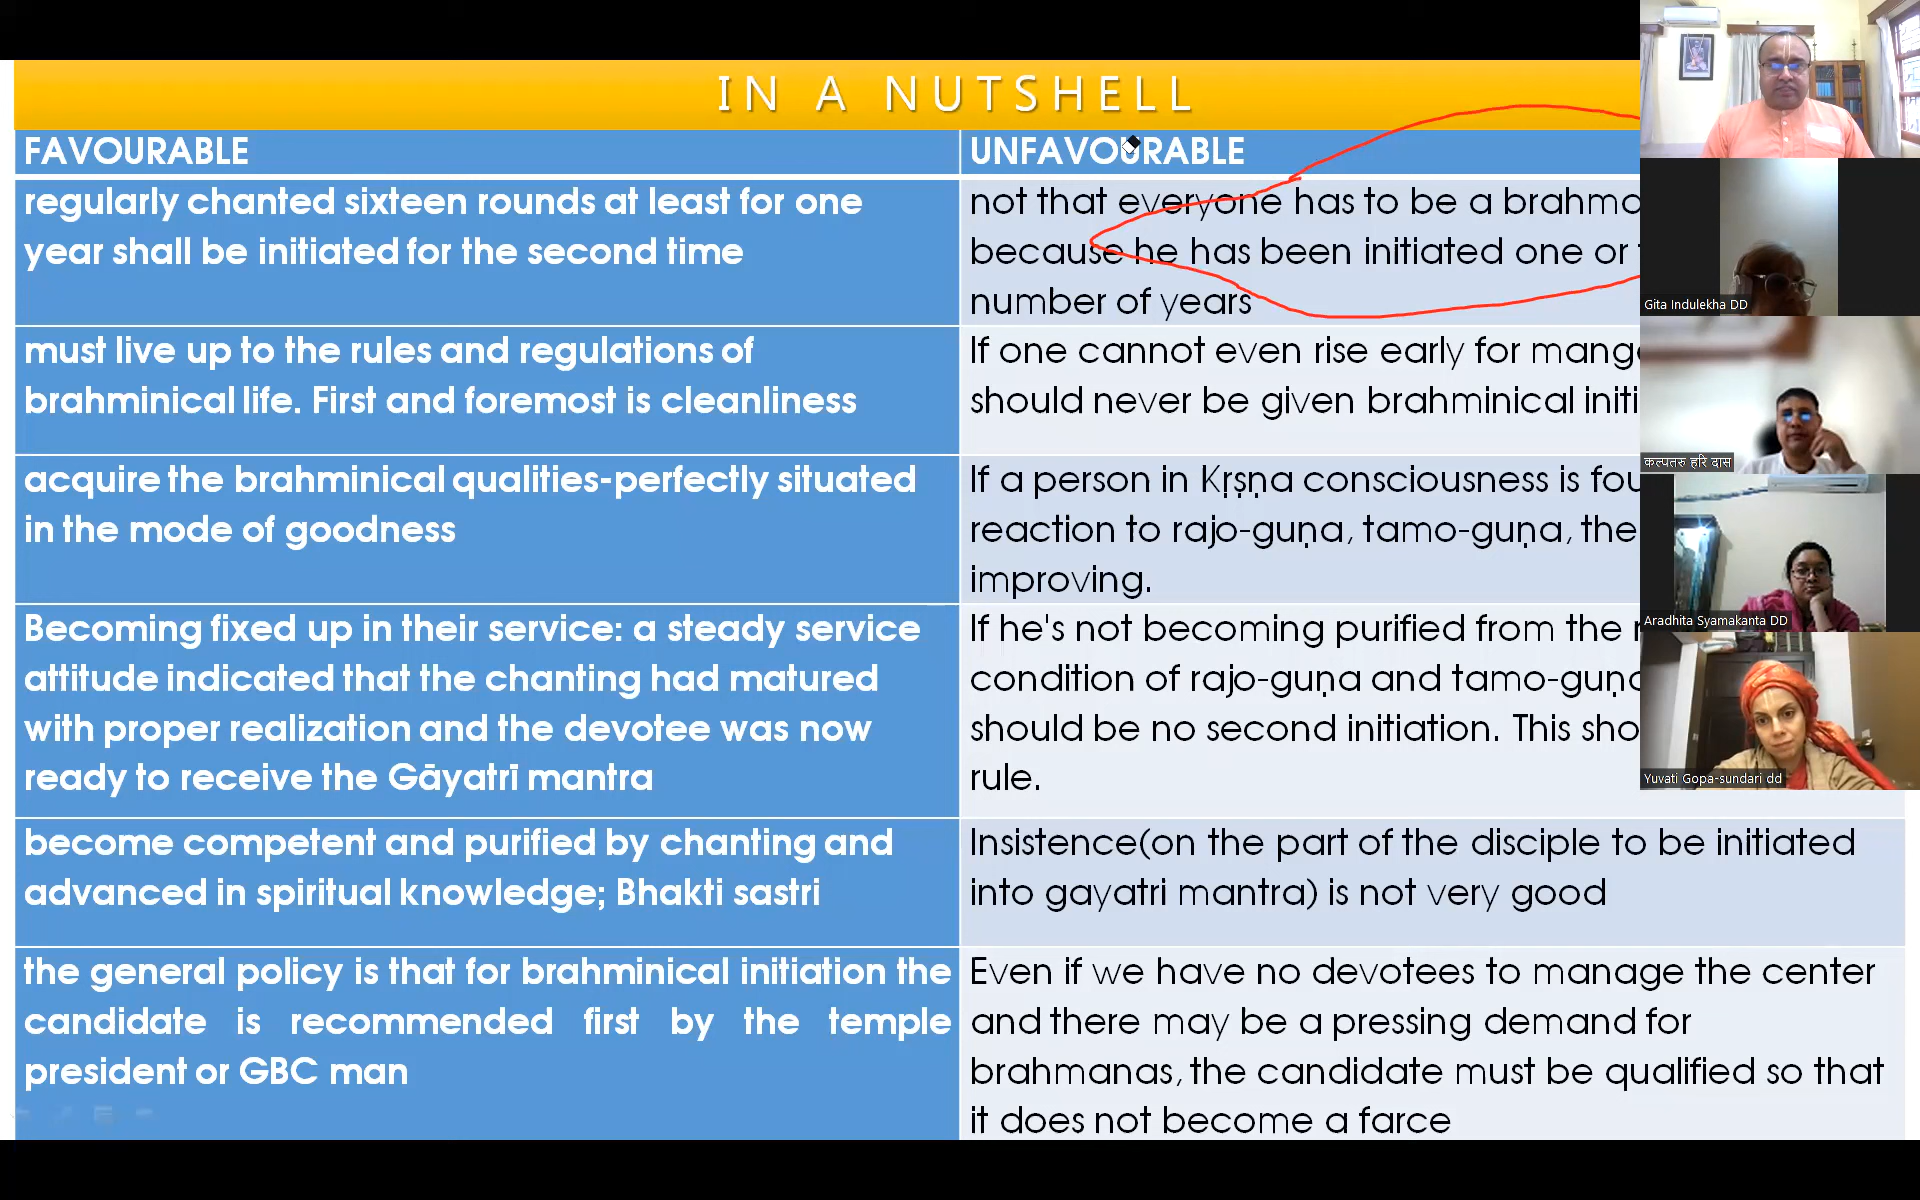 IN A NUTSHELL
FAVOURABLE
UNFAVOURABLE
regularly chanted sixteen rounds at least for one
year shall be initiated for the second time
not that everyone has to be a
because he has been initiated one or
number of years
must live up to the rules and regulations of
brahminical life. First and foremost is cleanliness
If one cannot even rise early for
should never be given brahminical
acquire the brahminical qualities-perfectly situated
in the mode of goodness
If a person in Kṛṣṇa consciousness is
reaction to rajo-guṇa, tamo-guṇa,
improving.
Becoming fixed up in their service: a steady service
attitude indicated that the chanting had matured
with proper realization and the devotee was now
ready to receive the Gāyatrī mantra
If he's not becoming purified from the
condition of rajo-guṇa and
should be no second initiation. This
rule.
become competent and purified by chanting and
advanced in spiritual knowledge; Bhakti sastri
Insistence(on the part of the disciple to be initiated
into gayatri mantra) is not very good
the general policy is that for brahminical initiation the
candidate is recommended first by the temple
president or GBC man
Even if we have no devotees to manage the center
and there may be a pressing demand for
brahmanas, the candidate must be qualified so that
it does not become a farce
Gita Indulekha DD
कल्पतरु हरि दास
Aradhita Syamakanta DD
Yuvati Gopa-sundari dd